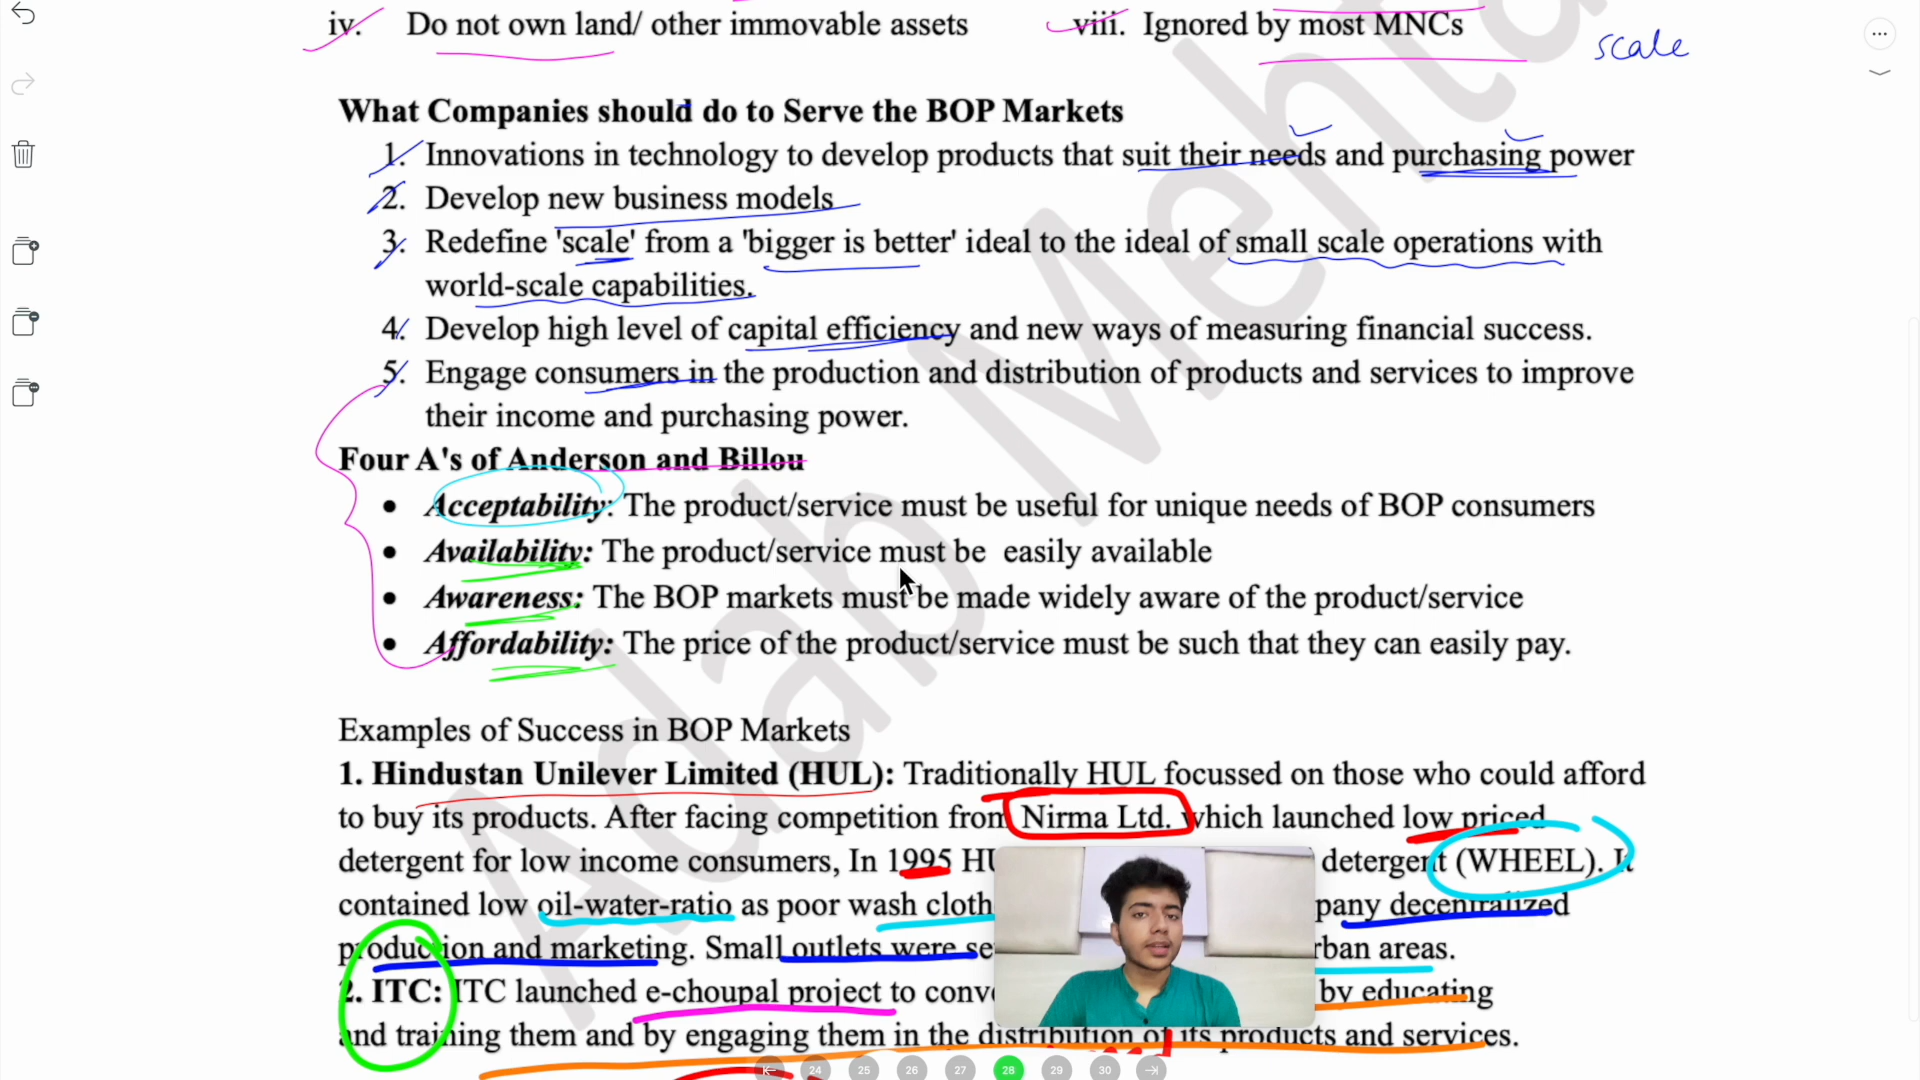 iv. Do not own land/ other immovable assets
viii. Ignored by most MNCs
scale
What Companies should do to Serve the BOP Markets
1. Innovations in technology to develop products that suit their needs and purchasing power
2. Develop new business models
3. Redefine 'scale' from a 'bigger is better' ideal to the ideal of small scale operations with
world-scale capabilities.
4. Develop high level of capital efficiency and new ways of measuring financial success.
5. Engage consumers in the production and distribution of products and services to improve
their income and purchasing power.
Four A's of Anderson and Billou
• Acceptability: The product/service must be useful for unique needs of BOP consumers
• Availability: The product/service must be easily available
• Awareness: The BOP markets must be made widely aware of the product/service
• Affordability: The price of the product/service must be such that they can easily pay.
Examples of Success in BOP Markets
1. Hindustan Unilever Limited (HUL): Traditionally HUL focussed on those who could afford
to buy its products. After facing competition from Nirma Ltd. which launched low priced
detergent for low income consumers, In 1995 detergent (WHEEL). It
contained low oil-water-ratio as poor wash decentralized
production and marketing. Small outlets were areas.
2. ITC: ITC launched e-choupal project to by educating
and training them and by engaging them in the distribution of its products and services.
24 25 26 27 28 29 30
Adab Mehta